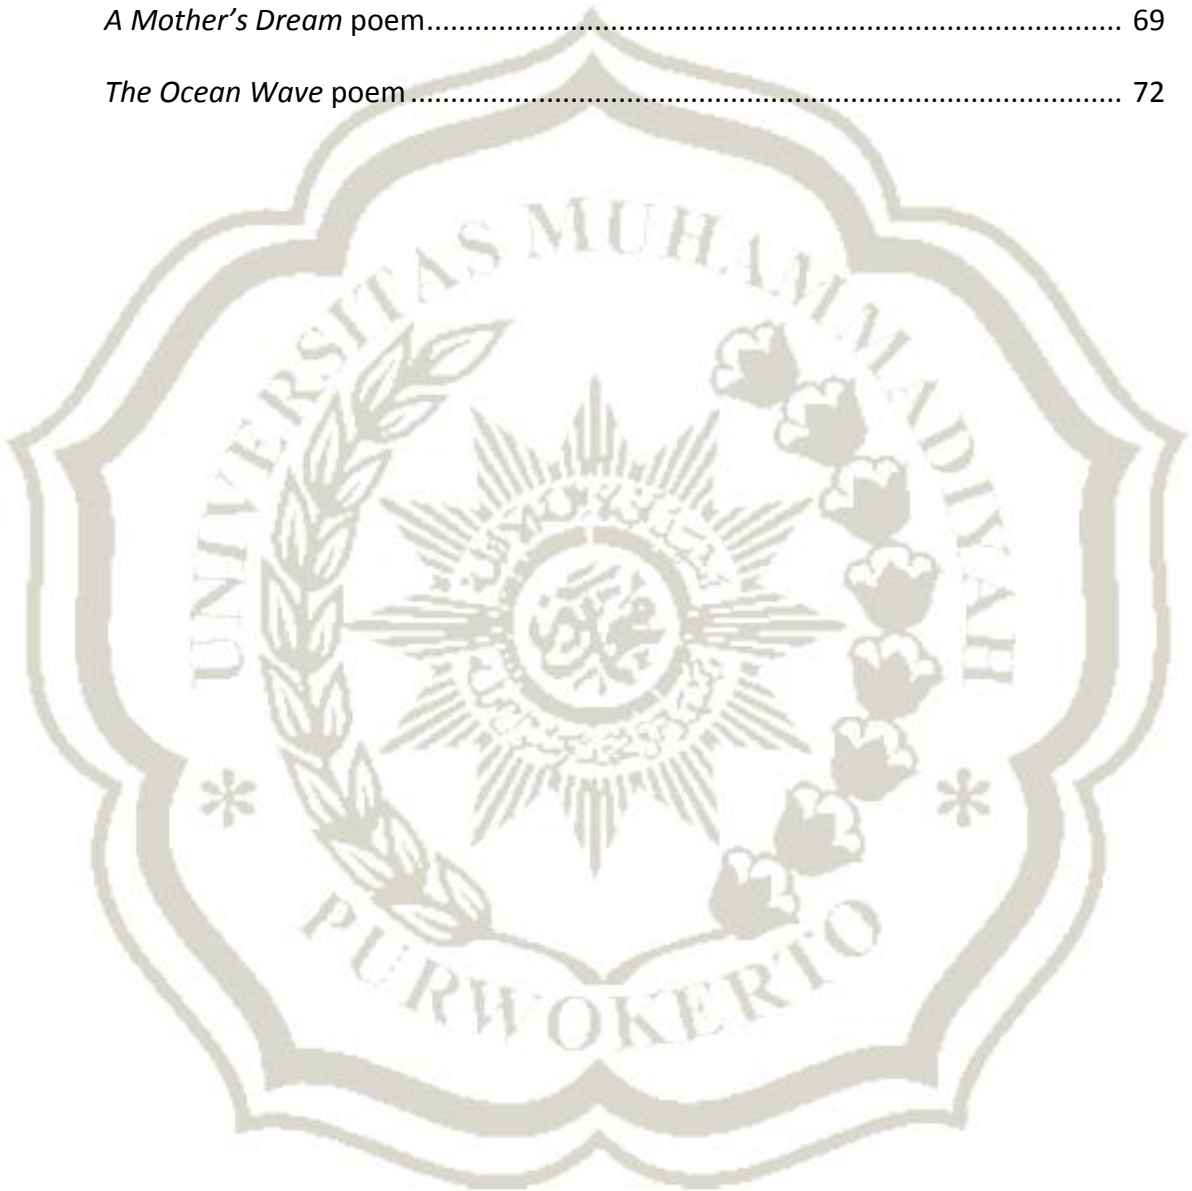 A Mother’s Dream poem........................................................................................ 69
The Ocean Wave poem.......................................................................................... 72
UNIVERSITAS MUHAMMADIYAH
PURWOKERTO